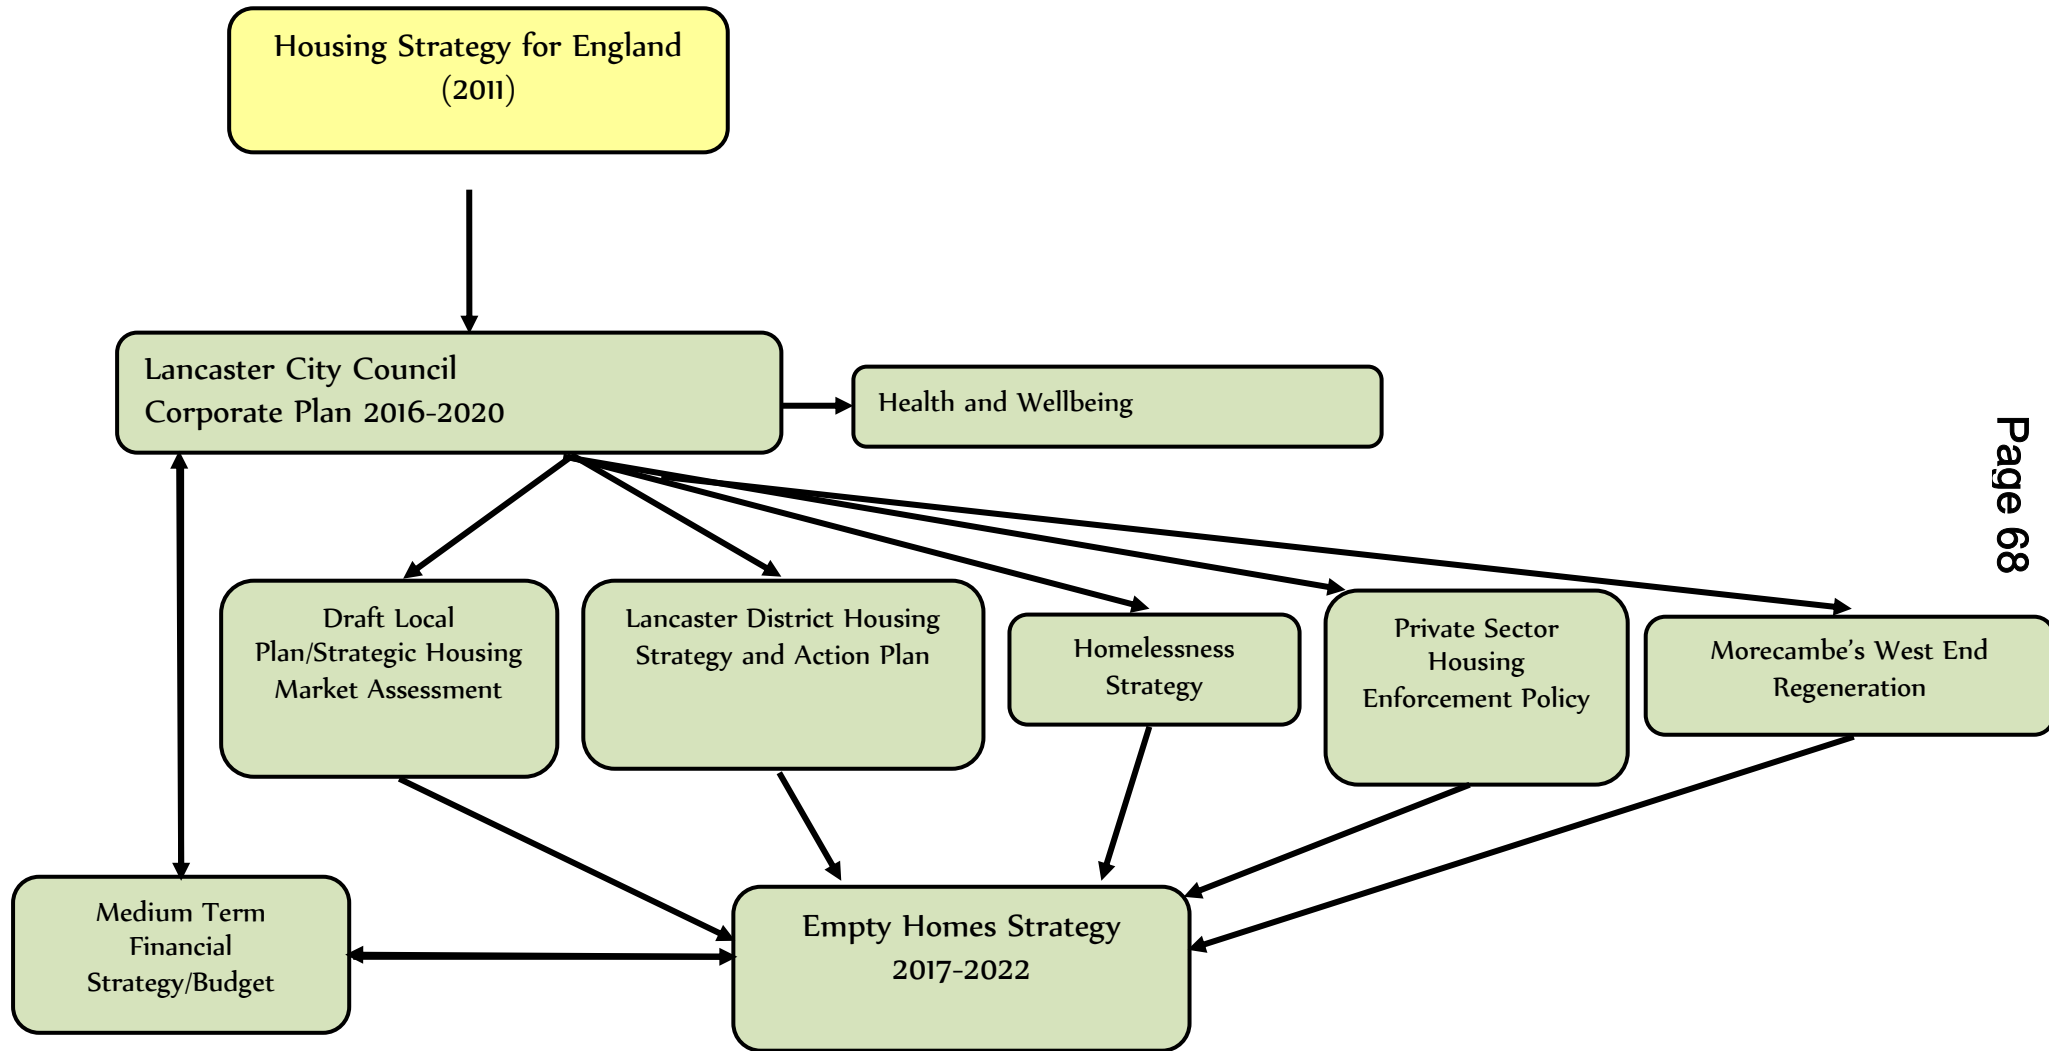 Housing Strategy for England
(2011)
Lancaster City Council
Corporate Plan 2016-2020
Health and Wellbeing
Page 68
Draft Local
Plan/Strategic Housing
Market Assessment
Lancaster District Housing
Strategy and Action Plan
Homelessness
Strategy
Private Sector
Housing
Enforcement Policy
Morecambe's West End
Regeneration
Medium Term
Financial
Strategy/Budget
Empty Homes Strategy
2017-2022